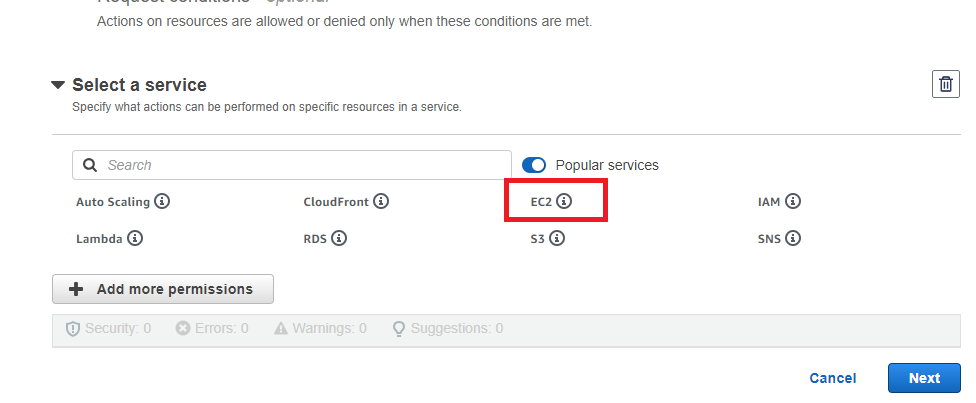 Request conditions - optional
Actions on resources are allowed or denied only when these conditions are met.
Select a service
Specify what actions can be performed on specific resources in a service.
Search
Popular services
Auto Scaling
CloudFront
EC2
IAM
Lambda
RDS
S3
SNS
Add more permissions
Security: 0
Errors: 0
Warnings: 0
Suggestions: 0
Cancel
Next